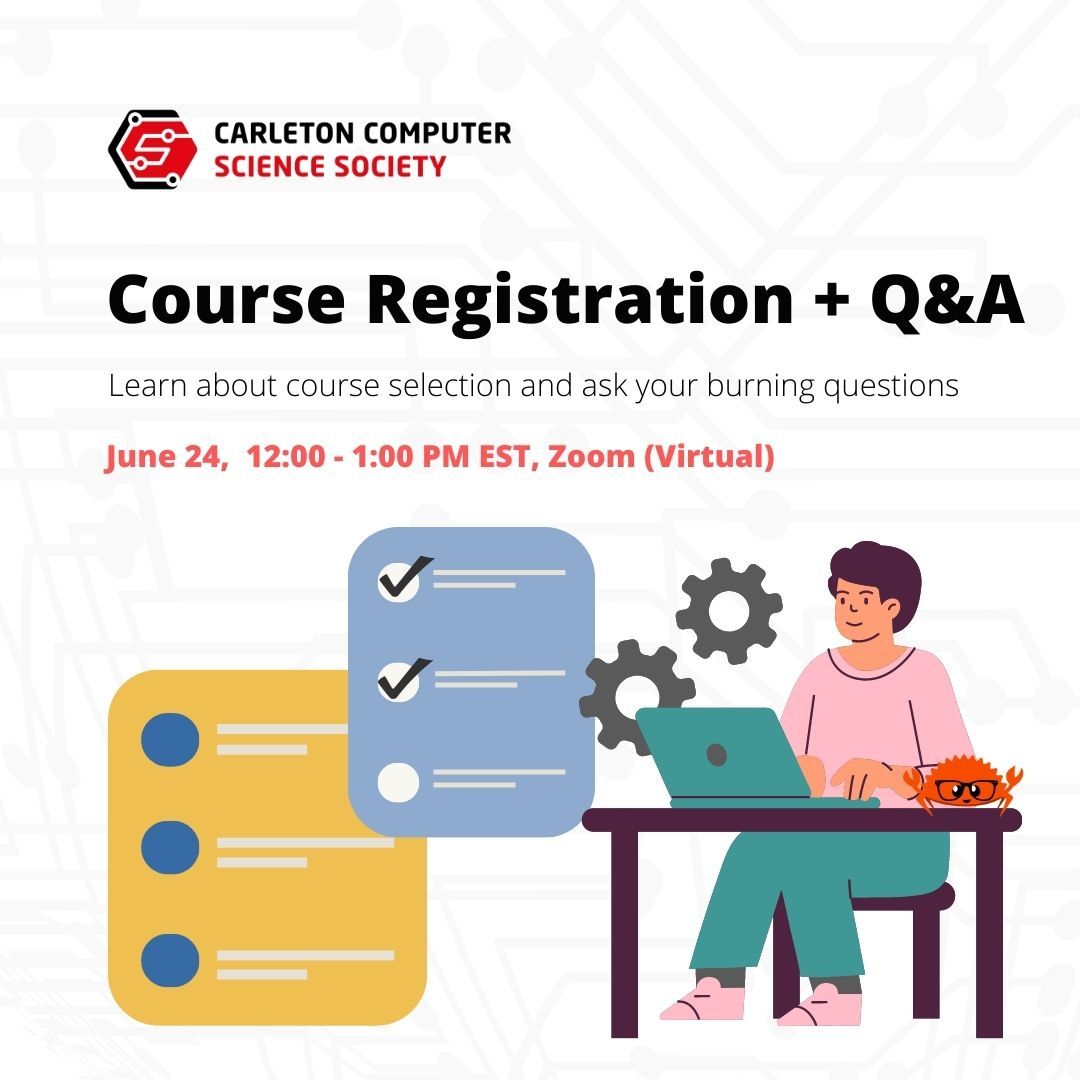 CARLETON COMPUTER
SCIENCE SOCIETY
Course Registration + Q&A
Learn about course selection and ask your burning questions
June 24,  12:00 - 1:00 PM EST, Zoom (Virtual)